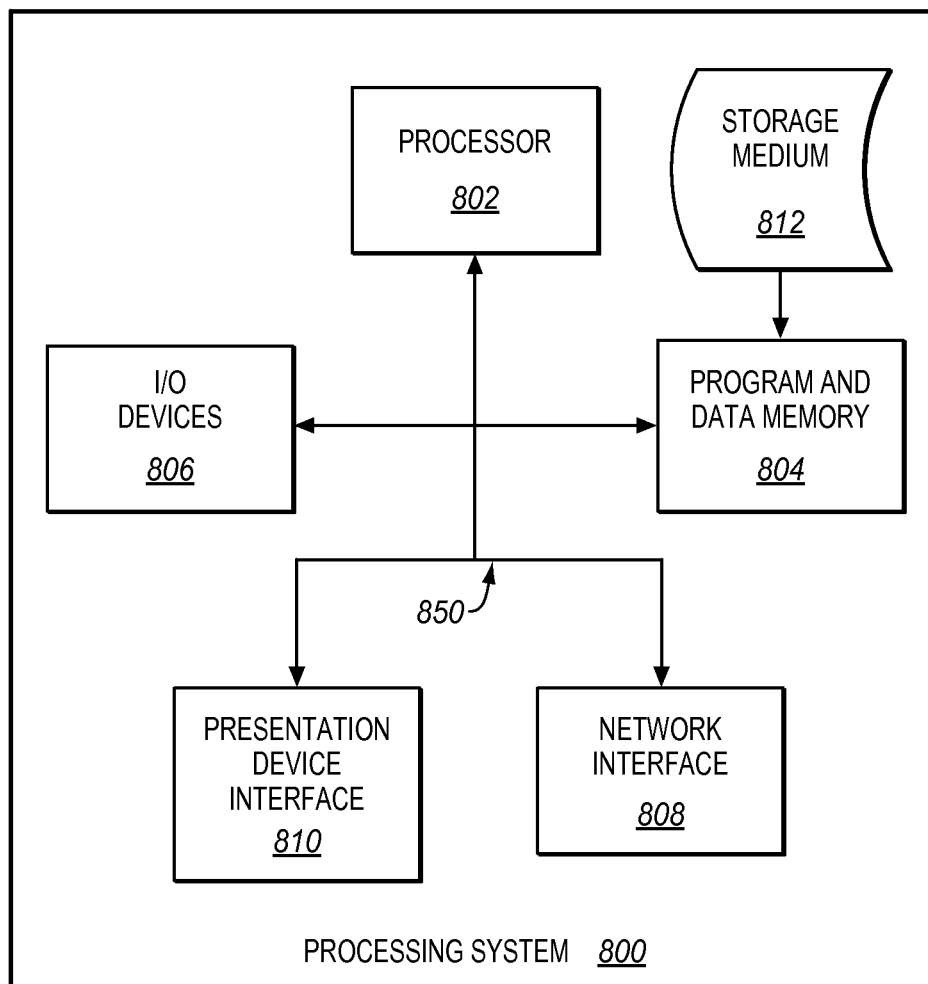 PROCESSOR
802
STORAGE
MEDIUM
812
I/O
DEVICES
806
PROGRAM AND
DATA MEMORY
804
850
PRESENTATION
DEVICE
INTERFACE
810
NETWORK
INTERFACE
808
PROCESSING SYSTEM 800